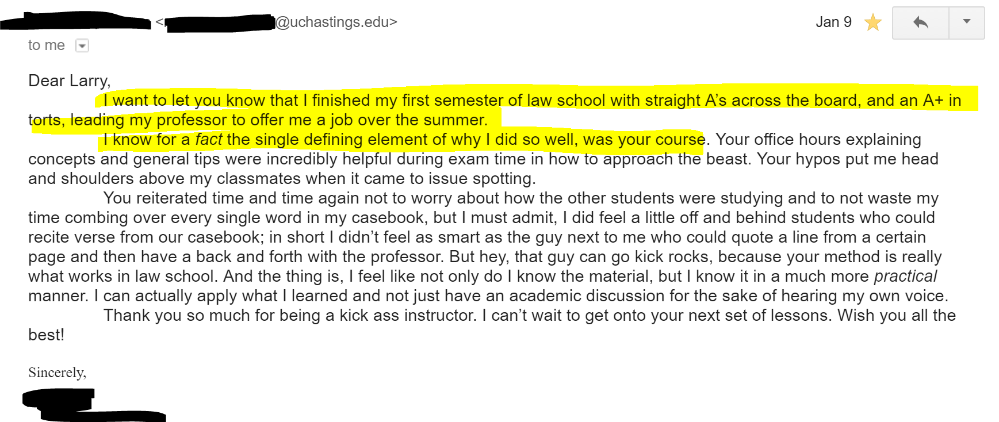 < @uchastings.edu> Jan 9
to me
Dear Larry,
I want to let you know that I finished my first semester of law school with straight A's across the board, and an A+ in
torts, leading my professor to offer me a job over the summer.
I know for a fact the single defining element of why I did so well, was your course. Your office hours explaining
concepts and general tips were incredibly helpful during exam time in how to approach the beast. Your hypos put me head
and shoulders above my classmates when it came to issue spotting.
You reiterated time and time again not to worry about how the other students were studying and to not waste my
time combing over every single word in my casebook, but I must admit, I did feel a little off and behind students who could
recite verse from our casebook; in short I didn't feel as smart as the guy next to me who could quote a line from a certain
page and then have a back and forth with the professor. But hey, that guy can go kick rocks, because your method is really
what works in law school. And the thing is, I feel like not only do I know the material, but I know it in a much more practical
manner. I can actually apply what I learned and not just have an academic discussion for the sake of hearing my own voice.
Thank you so much for being a kick ass instructor. I can't wait to get onto your next set of lessons. Wish you all the
best!
Sincerely,